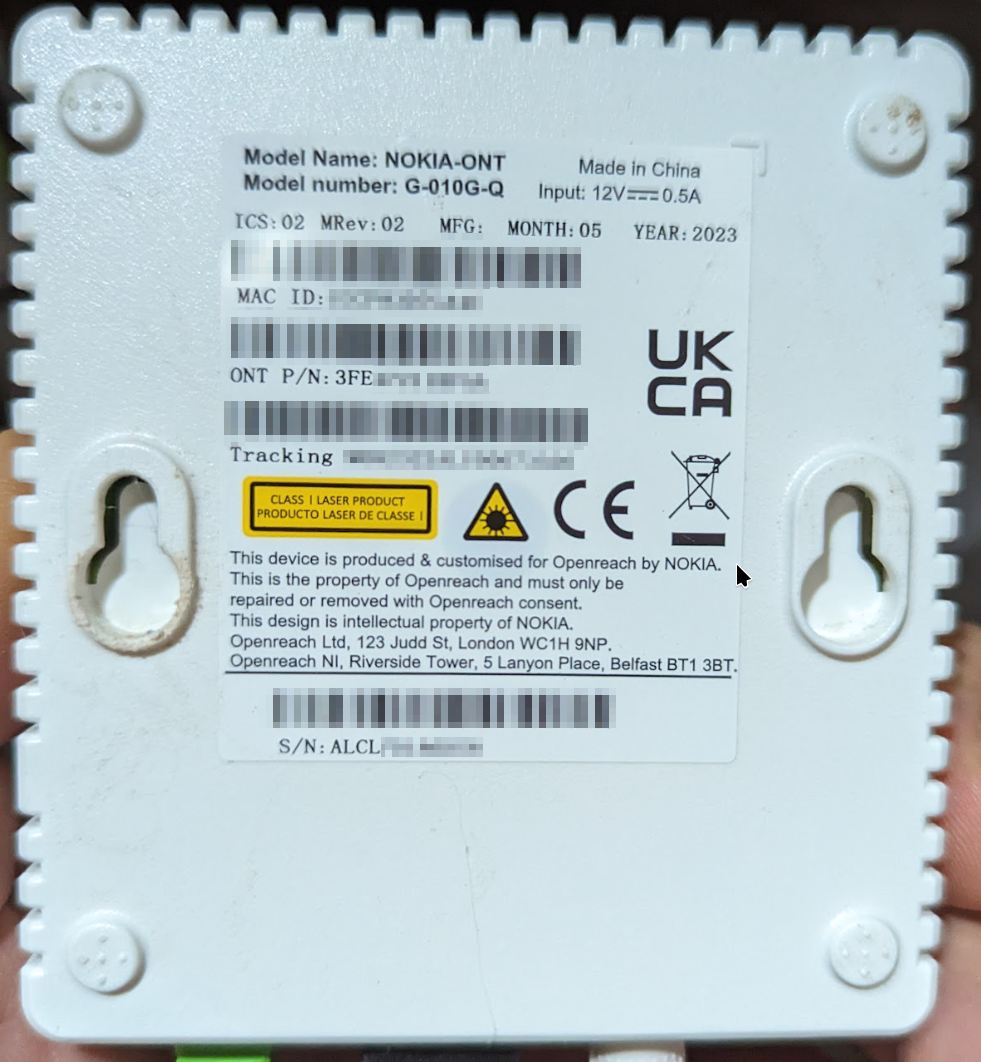 Model Name: NOKIA-ONT
Made in China
Model number: G-010G-Q
Input: 12V⎓0.5A
ICS:02 MRev:02 MFG: MONTH:05 YEAR:2023
MAC ID:
ONT P/N:3FE
UK
CA
Tracking
CLASS I LASER PRODUCT
PRODUCTO LASER DE CLASSE I
CE
This device is produced & customised for Openreach by NOKIA.
This is the property of Openreach and must only be
repaired or removed with Openreach consent.
This design is intellectual property of NOKIA.
Openreach Ltd, 123 Judd St, London WC1H 9NP.
Openreach NI, Riverside Tower, 5 Lanyon Place, Belfast BT1 3BT.
S/N:ALCL